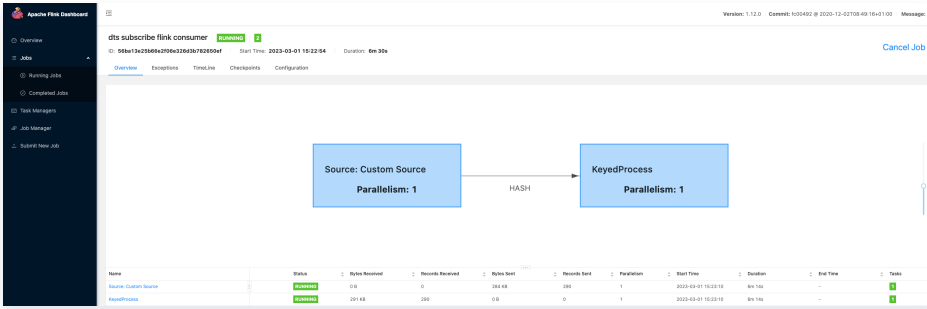 Apache Flink Dashboard
Version: 1.12.0 Commit: fc00492 @ 2020-12-02T08:49:16+01:00 Message:
Overview
Jobs
Running Jobs
Completed Jobs
Task Managers
Job Manager
Submit New Job
dts subscribe flink consumer RUNNING 2
ID: 56ba13e25b66e2f06e326d3b782650ef Start Time: 2023-03-01 15:22:54 Duration: 6m 30s
Cancel Job
Overview Exceptions TimeLine Checkpoints Configuration
Source: Custom Source
Parallelism: 1
HASH
KeyedProcess
Parallelism: 1
Name Status Bytes Received Records Received Bytes Sent Records Sent Parallelism Start Time Duration End Time Tasks
Source: Custom Source RUNNING 0 B 0 284 KB 290 1 2023-03-01 15:23:10 6m 14s - 1
KeyedProcess RUNNING 291 KB 290 0 B 0 1 2023-03-01 15:23:10 6m 14s - 1